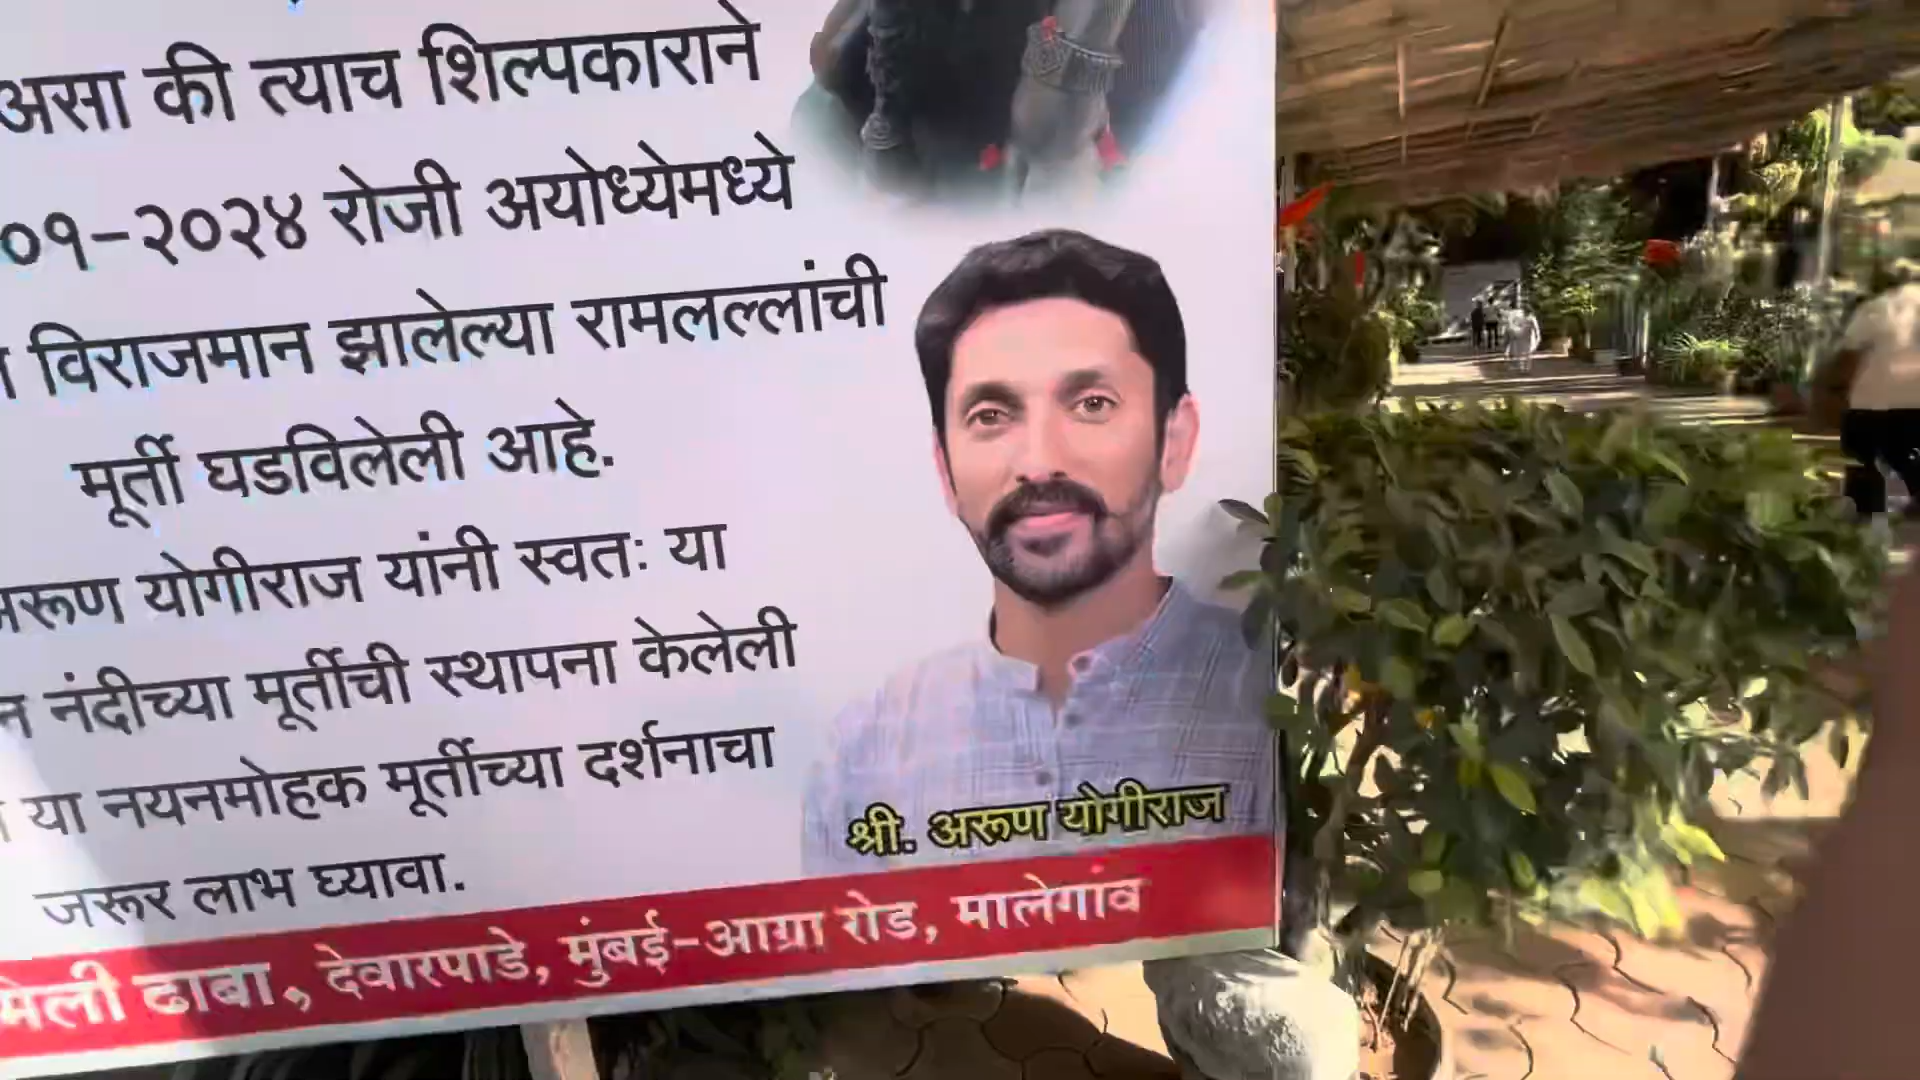 असा की त्याच शिल्पकाराने
०१-२०२४ रोजी अयोध्येमध्ये
विराजमान झालेल्या रामलल्लांची
मूर्ती घडविलेली आहे.
अरूण योगीराज यांनी स्वतः या
नंदीच्या मूर्तीची स्थापना केलेली
या नयनमोहक मूर्तीच्या दर्शनाचा
जरूर लाभ घ्यावा.
श्री. अरूण योगीराज
ढाबा, देवारपाडे, मुंबई-आग्रा रोड, मालेगांव